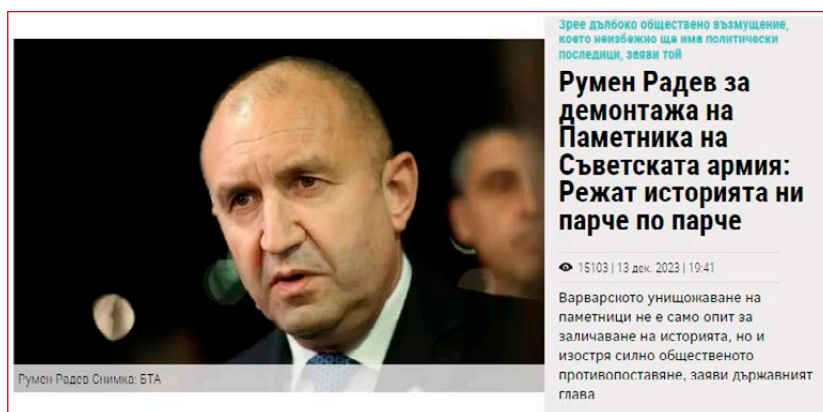 Зрее дълбоко обществено възмущение,
което неизбежно ще има политически
последици, заяви той
Румен Радев за
демонтажа на
Паметника на
Съветската армия:
Режат историята ни
парче по парче
15103 | 13 дек. 2023 | 19:41
Варварското унищожаване на
паметници не е само опит за
заличаване на историята, но и
изостря силно общественото
противопоставяне, заяви държавният
глава
Румен Радев Снимка: БТА